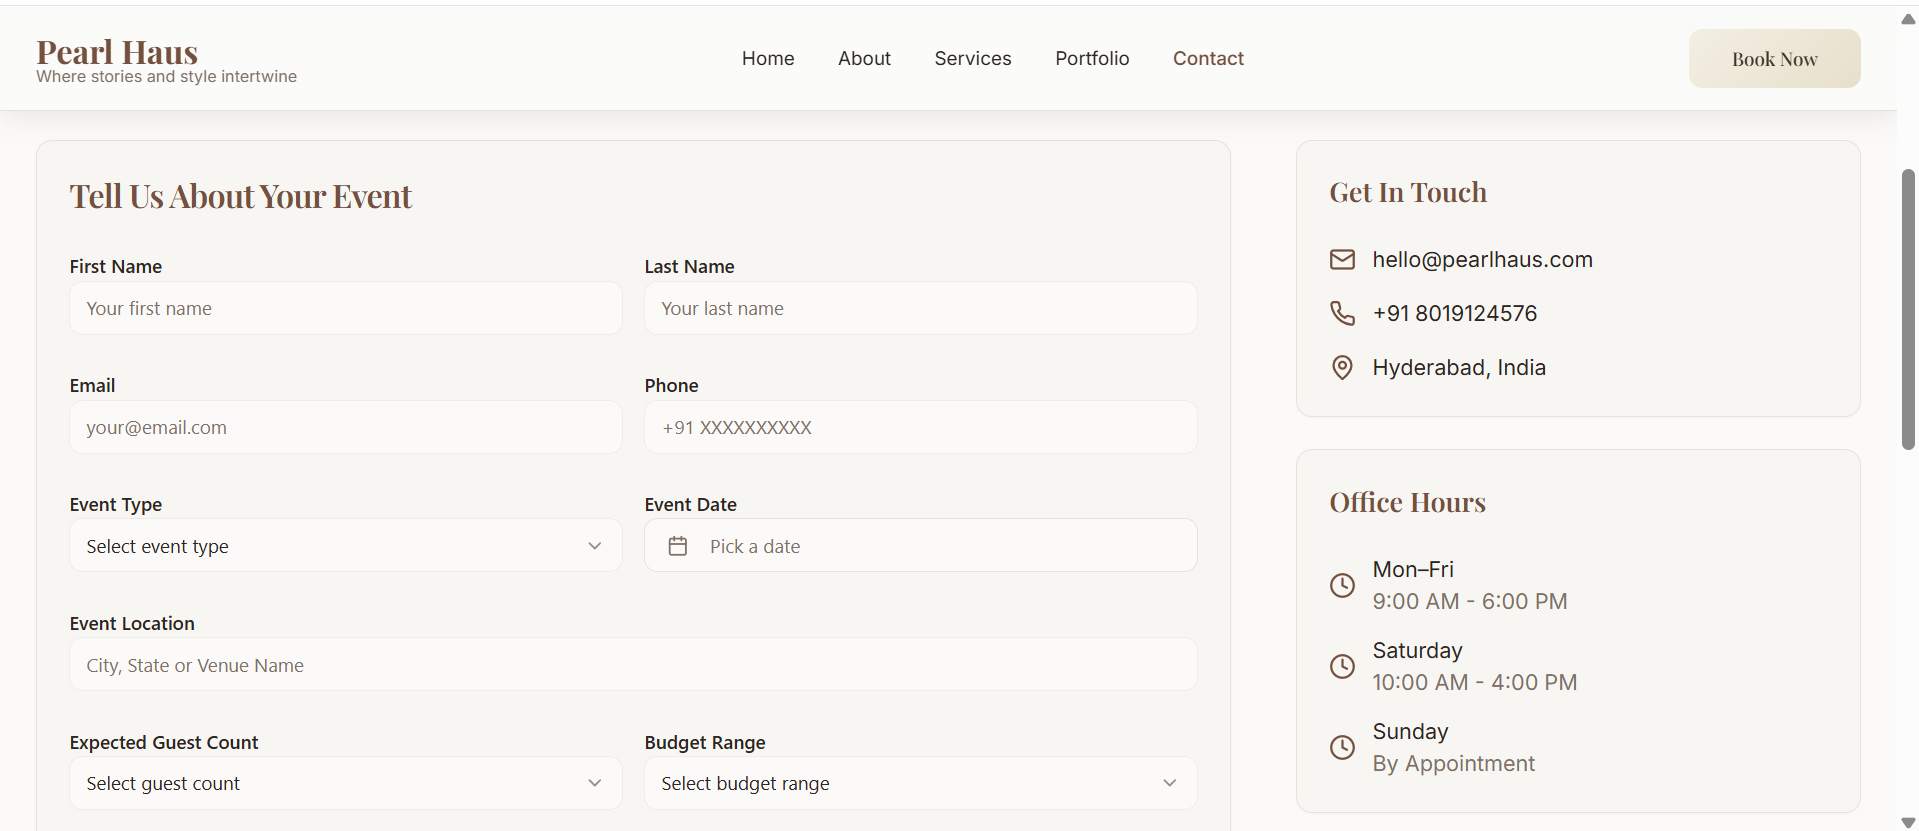 Pearl Haus
Where stories and style intertwine
Home
About
Services
Portfolio
Contact
Book Now
Tell Us About Your Event
First Name
Your first name
Last Name
Your last name
Email
your@email.com
Phone
+91 XXXXXXXXXX
Event Type
Select event type
Event Date
Pick a date
Event Location
City, State or Venue Name
Expected Guest Count
Select guest count
Budget Range
Select budget range
Get In Touch
hello@pearlhaus.com
+91 8019124576
Hyderabad, India
Office Hours
Mon–Fri
9:00 AM - 6:00 PM
Saturday
10:00 AM - 4:00 PM
Sunday
By Appointment